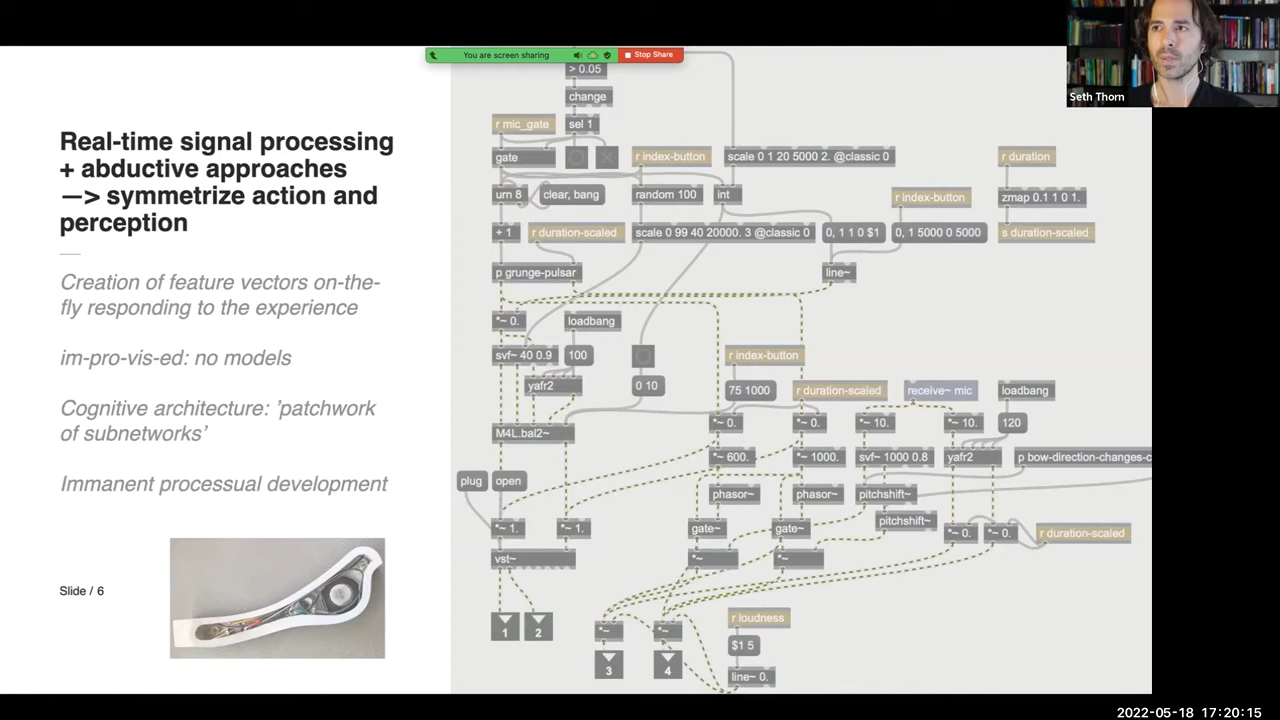 You are screen sharing
Stop Share
Seth Thorn
Real-time signal processing
+ abductive approaches
—> symmetrize action and
perception
Creation of feature vectors on-the-
fly responding to the experience
im-pro-vis-ed: no models
Cognitive architecture: 'patchwork
of subnetworks'
Immanent processual development
Slide / 6
> 0.05
change
r mic_gate
sel 1
gate
r index-button
scale 0 1 20 5000 2. @classic 0
r duration
urn 8
clear, bang
random 100
int
r index-button
zmap 0.1 1 0 1.
+ 1
r duration-scaled
scale 0 99 40 20000. 3 @classic 0
0, 1 1 0 $1
0, 1 5000 0 5000
s duration-scaled
p grunge-pulsar
line~
*~ 0.
loadbang
svf~ 40 0.9
100
r index-button
yafr2
0 10
75 1000
r duration-scaled
receive~ mic
loadbang
M4L.bal2~
*~ 0.
*~ 0.
*~ 10.
*~ 10.
120
*~ 600.
*~ 1000.
svf~ 1000 0.8
yafr2
p bow-direction-changes-c
plug
open
phasor~
phasor~
pitchshift~
*~ 1.
*~ 1.
gate~
gate~
pitchshift~
*~ 0.
*~ 0.
r duration-scaled
vst~
*~
*~
1
2
r loudness
*~
*~
$1 5
3
4
line~ 0.
2022-05-18 17:20:15